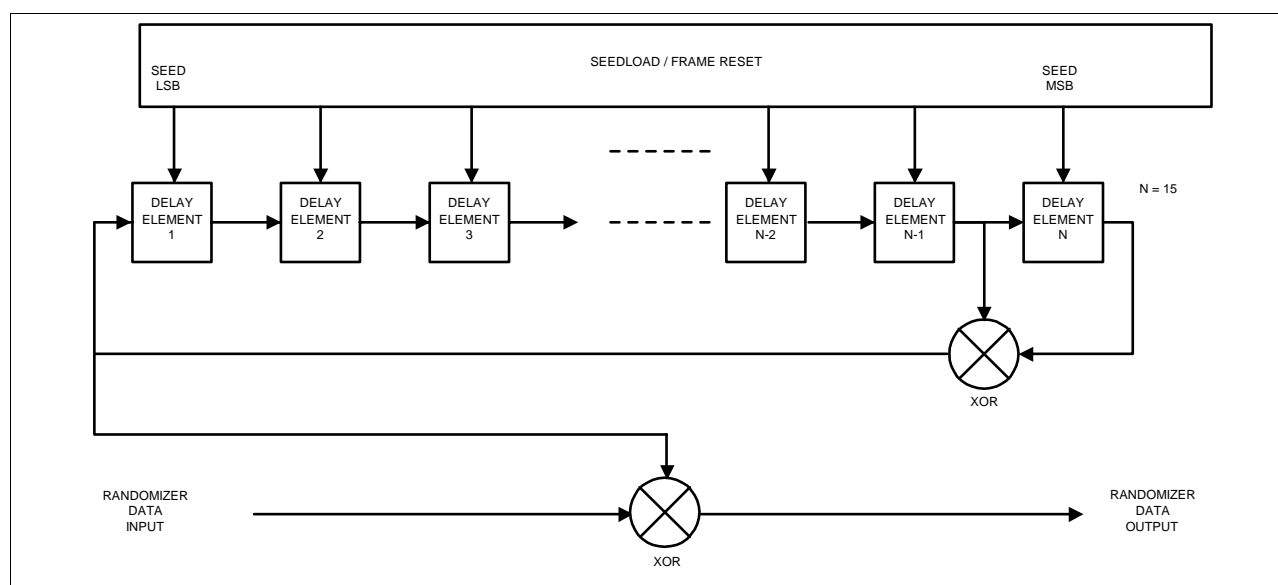 SEEDLOAD / FRAME RESET
SEED
LSB
SEED
MSB
DELAY
ELEMENT
1
DELAY
ELEMENT
2
DELAY
ELEMENT
3
DELAY
ELEMENT
N-2
DELAY
ELEMENT
N-1
DELAY
ELEMENT
N
N = 15
XOR
RANDOMIZER
DATA
INPUT
RANDOMIZER
DATA
OUTPUT
XOR